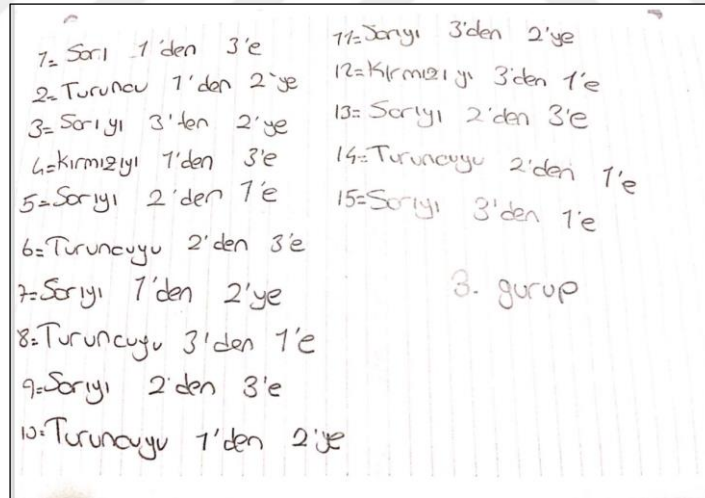 1= Sarı 1'den 3'e
2= Turuncu 1'den 2'ye
3= Sarıyı 3'ten 2'ye
4= Kırmızıyı 1'den 3'e
5= Sarıyı 2'den 1'e
6= Turuncuyu 2'den 3'e
7= Sarıyı 1'den 2'ye
8= Turuncuyu 3'den 1'e
9= Sarıyı 2'den 3'e
10= Turuncuyu 1'den 2'ye
11= Sarıyı 3'den 2'ye
12= Kırmızıyı 3'den 1'e
13= Sarıyı 2'den 3'e
14= Turuncuyu 2'den 1'e
15= Sarıyı 3'den 1'e
3. gurup